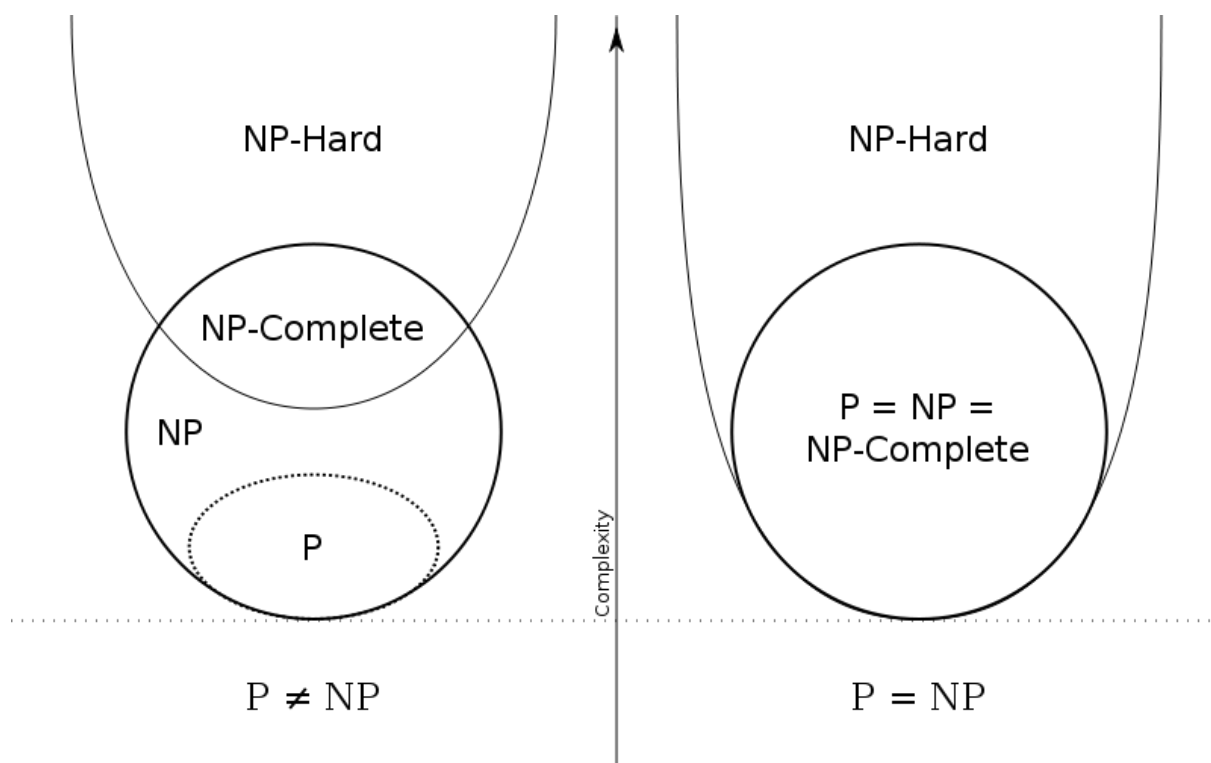 NP-Hard
NP-Complete
NP
P
P ≠ NP
Complexity
NP-Hard
P = NP =
NP-Complete
P = NP